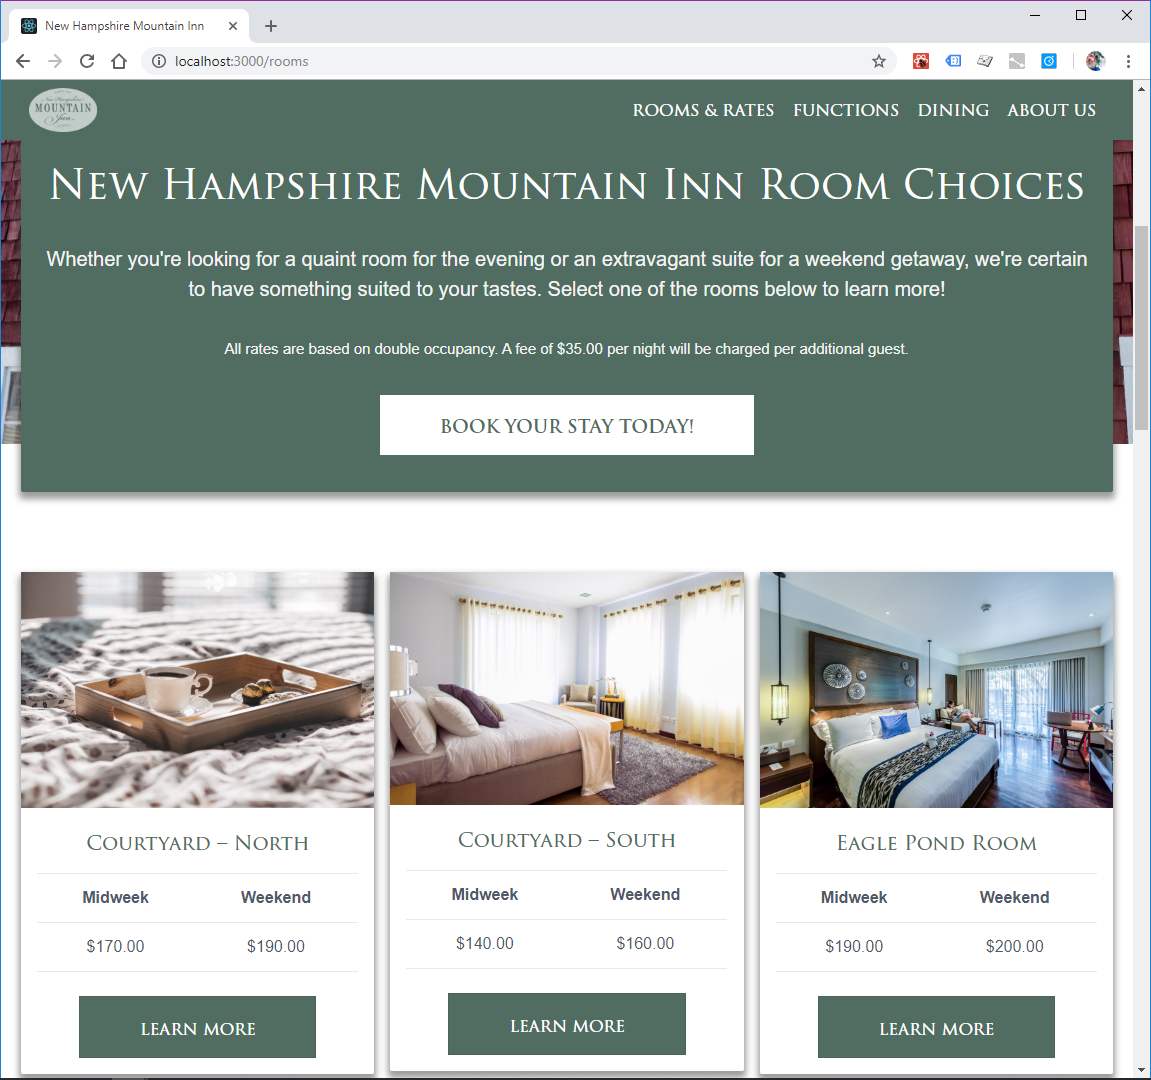 New Hampshire Mountain Inn
localhost:3000/rooms
New Hampshire
MOUNTAIN
Inn
ROOMS & RATES FUNCTIONS DINING ABOUT US
New Hampshire Mountain Inn Room Choices
Whether you're looking for a quaint room for the evening or an extravagant suite for a weekend getaway, we're certain
to have something suited to your tastes. Select one of the rooms below to learn more!
All rates are based on double occupancy. A fee of $35.00 per night will be charged per additional guest.
BOOK YOUR STAY TODAY!
Courtyard – North
Midweek Weekend
$170.00 $190.00
LEARN MORE
Courtyard – South
Midweek Weekend
$140.00 $160.00
LEARN MORE
Eagle Pond Room
Midweek Weekend
$190.00 $200.00
LEARN MORE